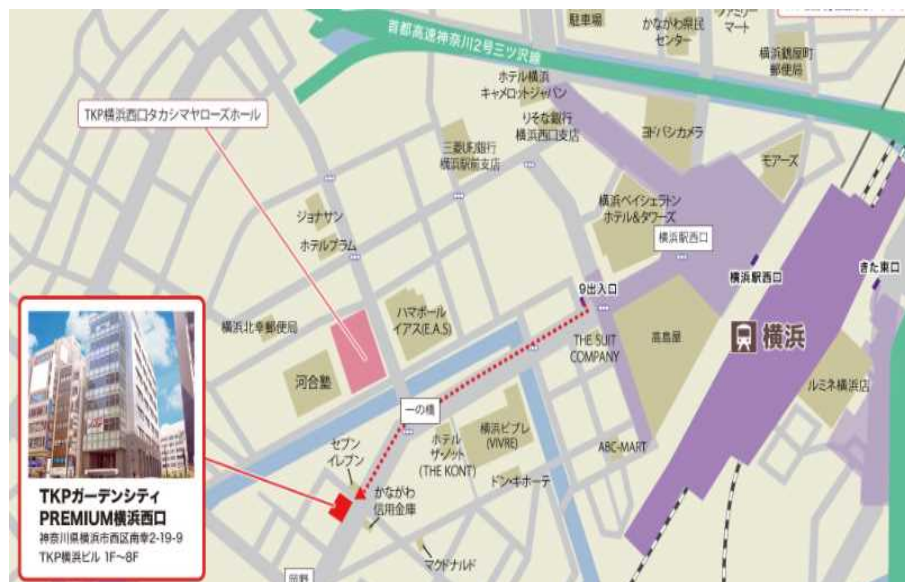 首都高速神奈川2号三ツ沢線
駐車場
かながわ県民
センター
マート
横浜鶴屋町
郵便局
ホテル横浜
キャメロットジャパン
TKP横浜西口タカシマヤローズホール
りそな銀行
横浜西口支店
ヨドバシカメラ
三菱UFJ銀行
横浜駅前支店
モアーズ
ジョナサン
ホテルプラム
横浜ベイシェラトン
ホテル&タワーズ
横浜駅西口
横浜駅西口
きた東口
9出入口
横浜北幸郵便局
ハマボール
イアス(E.A.S)
THE SUIT
COMPANY
高島屋
横浜
河合塾
ルミネ横浜店
一の橋
横浜ビブレ
(VIVRE)
セブン
イレブン
ホテル
ザ・ノット
(THE KONT)
ABC-MART
ドン・キホーテ
かながわ
信用金庫
マクドナルド
岡野
TKPガーデンシティ
PREMIUM横浜西口
神奈川県横浜市西区南幸2-19-9
TKP横浜ビル 1F〜8F